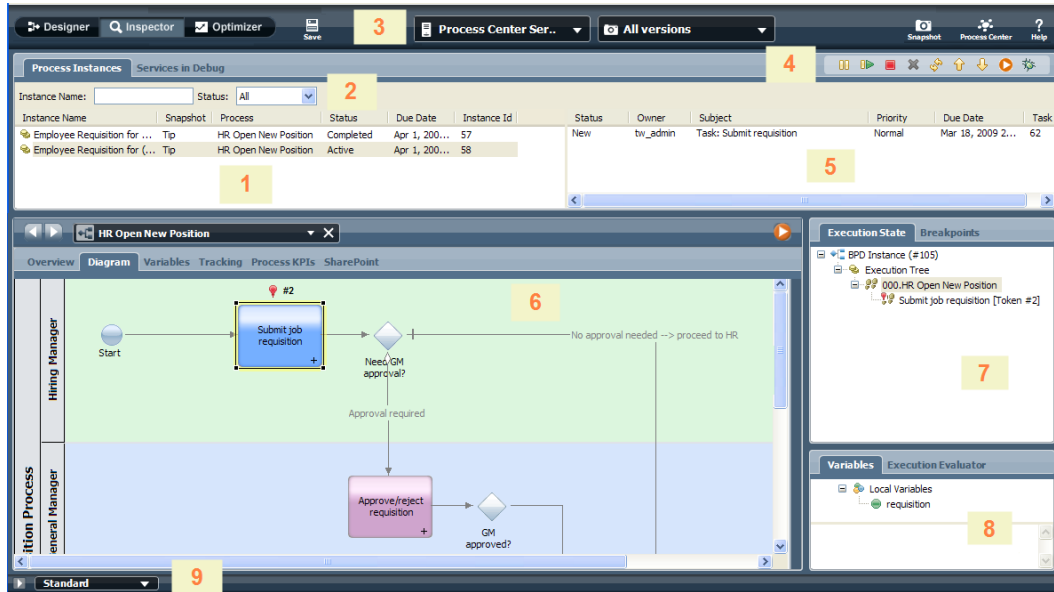 Designer Inspector Optimizer Save 3 Process Center Ser.. All versions Snapshot Process Center Help
4
Process Instances Services in Debug
Instance Name: Status: All 2
Instance Name Snapshot Process Status Due Date Instance Id
Employee Requisition for ... Tip HR Open New Position Completed Apr 1, 200... 57
Employee Requisition for (... Tip HR Open New Position Active Apr 1, 200... 58
1
Status Owner Subject Priority Due Date Task
New tw_admin Task: Submit requisition Normal Mar 18, 2009 2... 62
5
HR Open New Position
Overview Diagram Variables Tracking Process KPIs SharePoint
#2
6
Start
Submit job
requisition
Need GM
approval?
No approval needed --> proceed to HR
Hiring Manager
Approval required
Approve/reject
requisition
GM
approved?
ition Process
eneral Manager
Execution State Breakpoints
BPD Instance (#105)
Execution Tree
000.HR Open New Position
Submit job requisition [Token #2]
7
Variables Execution Evaluator
Local Variables
requisition
8
Standard 9